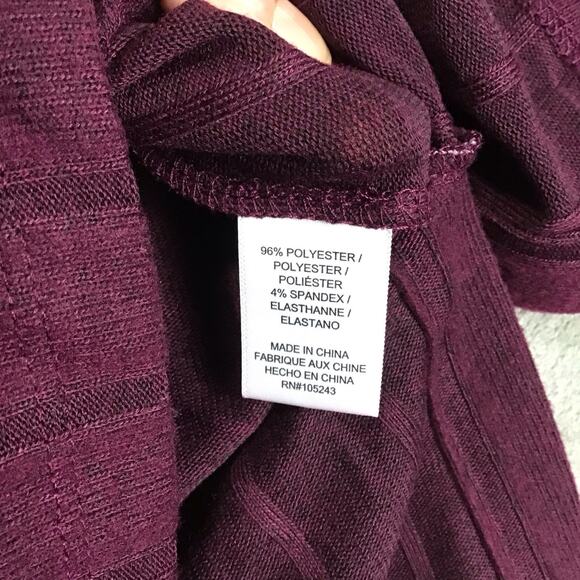 96% POLYESTER /
POLYESTER /
POLIÉSTER
4% SPANDEX /
ELASTHANNE /
ELASTANO
MADE IN CHINA
FABRIQUE AUX CHINE
HECHO EN CHINA
RN#105243